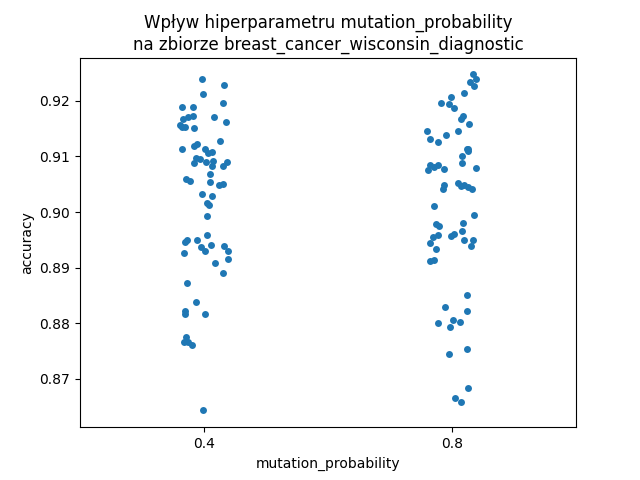 Wpływ hiperparametru mutation_probability
na zbiorze breast_cancer_wisconsin_diagnostic
0.92
0.91
0.90
0.89
0.88
0.87
accuracy
0.4 0.8
mutation_probability